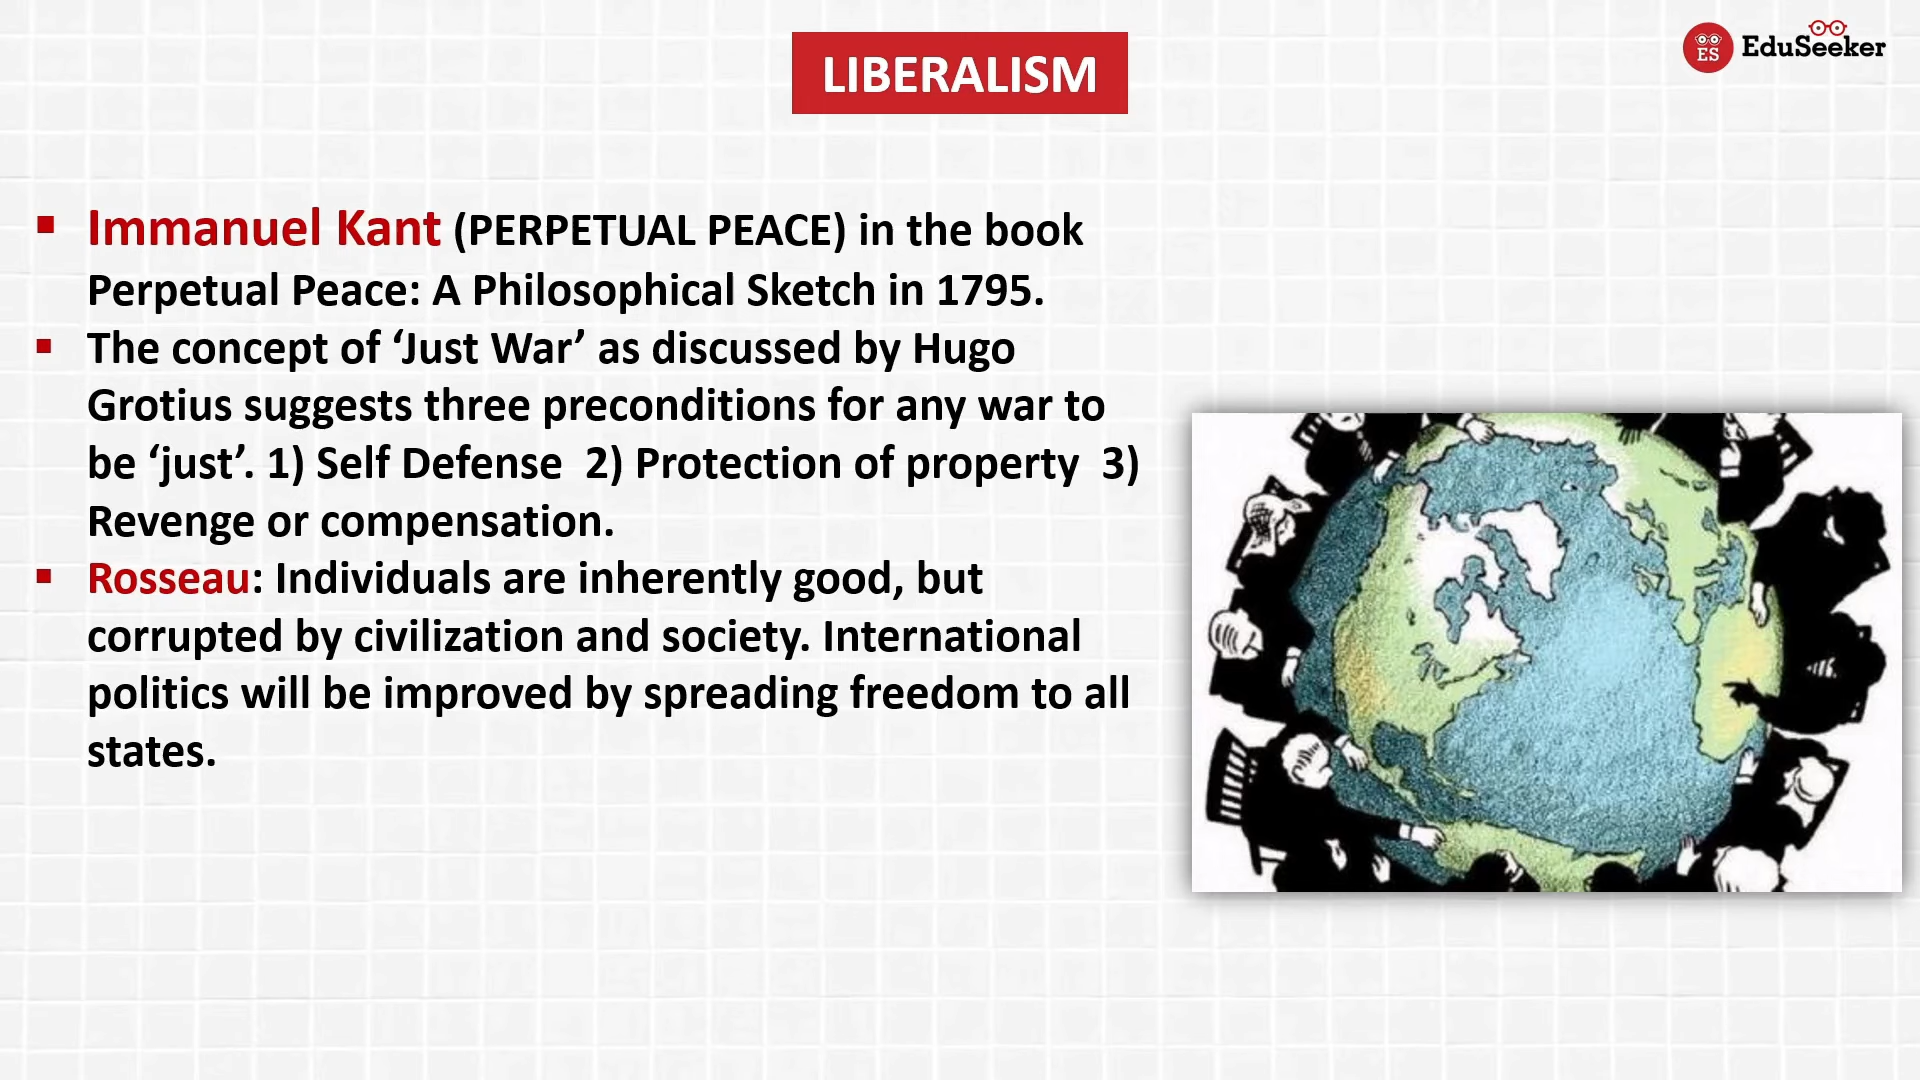 LIBERALISM
ES EduSeeker
▪ Immanuel Kant (PERPETUAL PEACE) in the book
Perpetual Peace: A Philosophical Sketch in 1795.
▪ The concept of ‘Just War’ as discussed by Hugo
Grotius suggests three preconditions for any war to
be ‘just’. 1) Self Defense  2) Protection of property  3)
Revenge or compensation.
▪ Rosseau: Individuals are inherently good, but
corrupted by civilization and society. International
politics will be improved by spreading freedom to all
states.